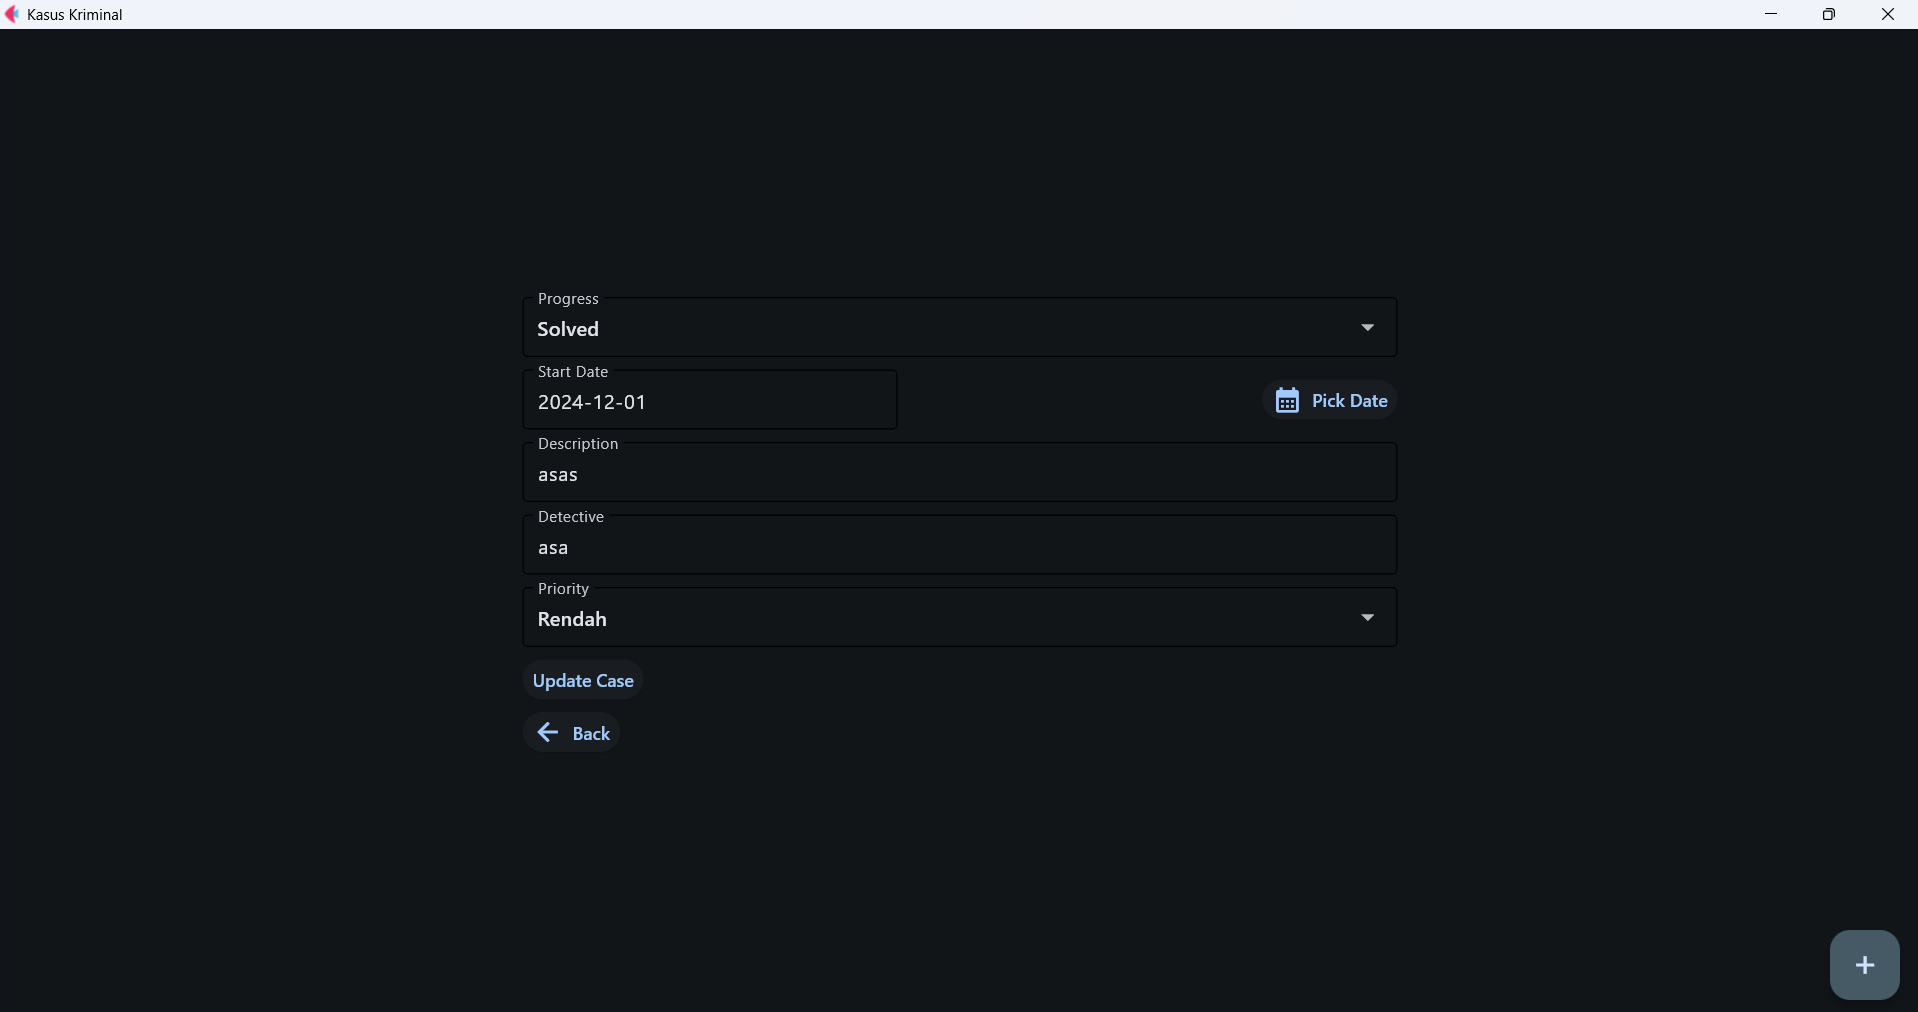 Kasus Kriminal
Progress
Solved
Start Date
2024-12-01
Pick Date
Description
asas
Detective
asa
Priority
Rendah
Update Case
Back